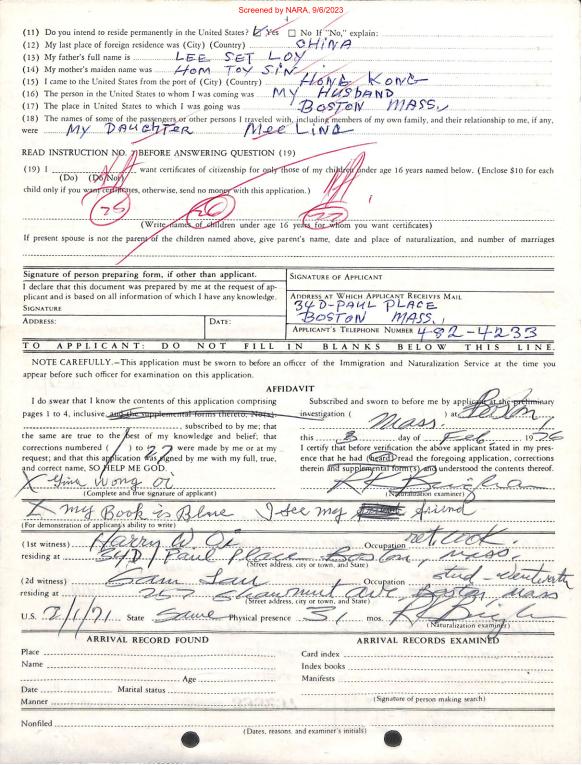 Screened by NARA, 9/6/2023
4
(11) Do you intend to reside permanently in the United States? ☑ Yes ☐ No If "No," explain:
(12) My last place of foreign residence was (City) (Country) CHINA
(13) My father's full name is LEE SET LOY
(14) My mother's maiden name was HOM TOY SIN
(15) I came to the United States from the port of (City) (Country) HONG KONG
(16) The person in the United States to whom I was coming was MY HUSBAND
(17) The place in the United States to which I was going was BOSTON MASS,
(18) The names of some of the passengers or other persons I traveled with, including members of my own family, and their relationship to me, if any,
were MY DAUGHTER MEE LING
READ INSTRUCTION NO. 7 BEFORE ANSWERING QUESTION (19)
(19) I want certificates of citizenship for only those of my children under age 16 years named below. (Enclose $10 for each
(Do) (Do Not)
child only if you want certificates, otherwise, send no money with this application.)
25 26 27
(Write names of children under age 16 years for whom you want certificates)
If present spouse is not the parent of the children named above, give parent's name, date and place of naturalization, and number of marriages
Signature of person preparing form, if other than applicant.
I declare that this document was prepared by me at the request of ap-
plicant and is based on all information of which I have any knowledge.
SIGNATURE
ADDRESS: DATE:
SIGNATURE OF APPLICANT
ADDRESS AT WHICH APPLICANT RECEIVES MAIL
34D-PAUL PLACE
BOSTON MASS,
APPLICANT'S TELEPHONE NUMBER 482-4233
TO APPLICANT: DO NOT FILL IN BLANKS BELOW THIS LINE.
NOTE CAREFULLY.—This application must be sworn to before an officer of the Immigration and Naturalization Service at the time you
appear before such officer for examination on this application.
AFFIDAVIT
I do swear that I know the contents of this application comprising
pages 1 to 4, inclusive, and the supplemental forms thereto, No(s)
subscribed to by me; that
the same are true to the best of my knowledge and belief; that
corrections numbered ( 1 ) to 27 were made by me or at my
request; and that this application was signed by me with my full, true,
and correct name, SO HELP ME GOD.
X Gina Wong Oi
(Complete and true signature of applicant)
Subscribed and sworn to before me by applicant at the preliminary
investigation ( ) at Boston,
Mass.
this 3 day of Feb. 1976
I certify that before verification the above applicant stated in my pres-
ence that he had (heard) read the foregoing application, corrections
therein and supplemental form(s) and understood the contents thereof.
(Naturalization examiner)
X my Book is Blue I see my friend
(For demonstration of applicant's ability to write)
(1st witness) Harry W. Oi Occupation ret cook.
residing at 34D Paul Place Boston, Mass.
(Street address, city or town, and State)
(2d witness) Sam Lau Occupation stud - Wentworth
residing at 257 Shawmut Ave, Boston Mass
(Street address, city or town, and State)
U.S. 7/1/71 State Same Physical presence 51 mos.
(Naturalization examiner)
ARRIVAL RECORD FOUND
Place
Name
Age
Date Marital status
Manner
ARRIVAL RECORDS EXAMINED
Card index
Index books
Manifests
(Signature of person making search)
Nonfiled
(Dates, reasons, and examiner's initials)